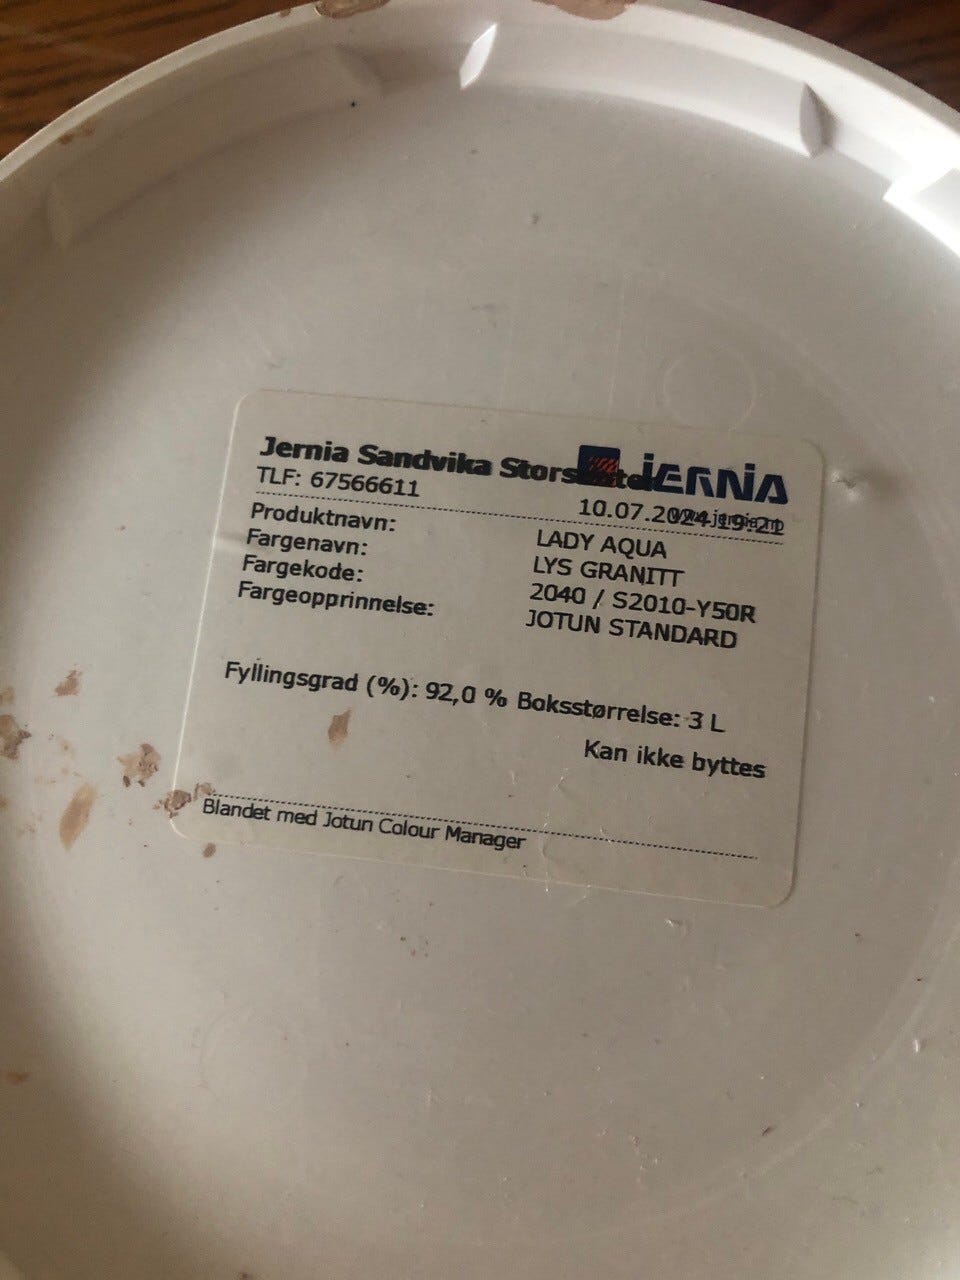 Jernia Sandvika
JERNIA
TLF: 67566611
10.07.2024 19:21
Produktnavn: LADY AQUA
Fargenavn: LYS GRANITT
Fargekode: 2040 / S2010-Y50R
Fargeopprinnelse: JOTUN STANDARD
Fyllingsgrad (%): 92,0 % Boksstørrelse: 3 L
Kan ikke byttes
Blandet med Jotun Colour Manager